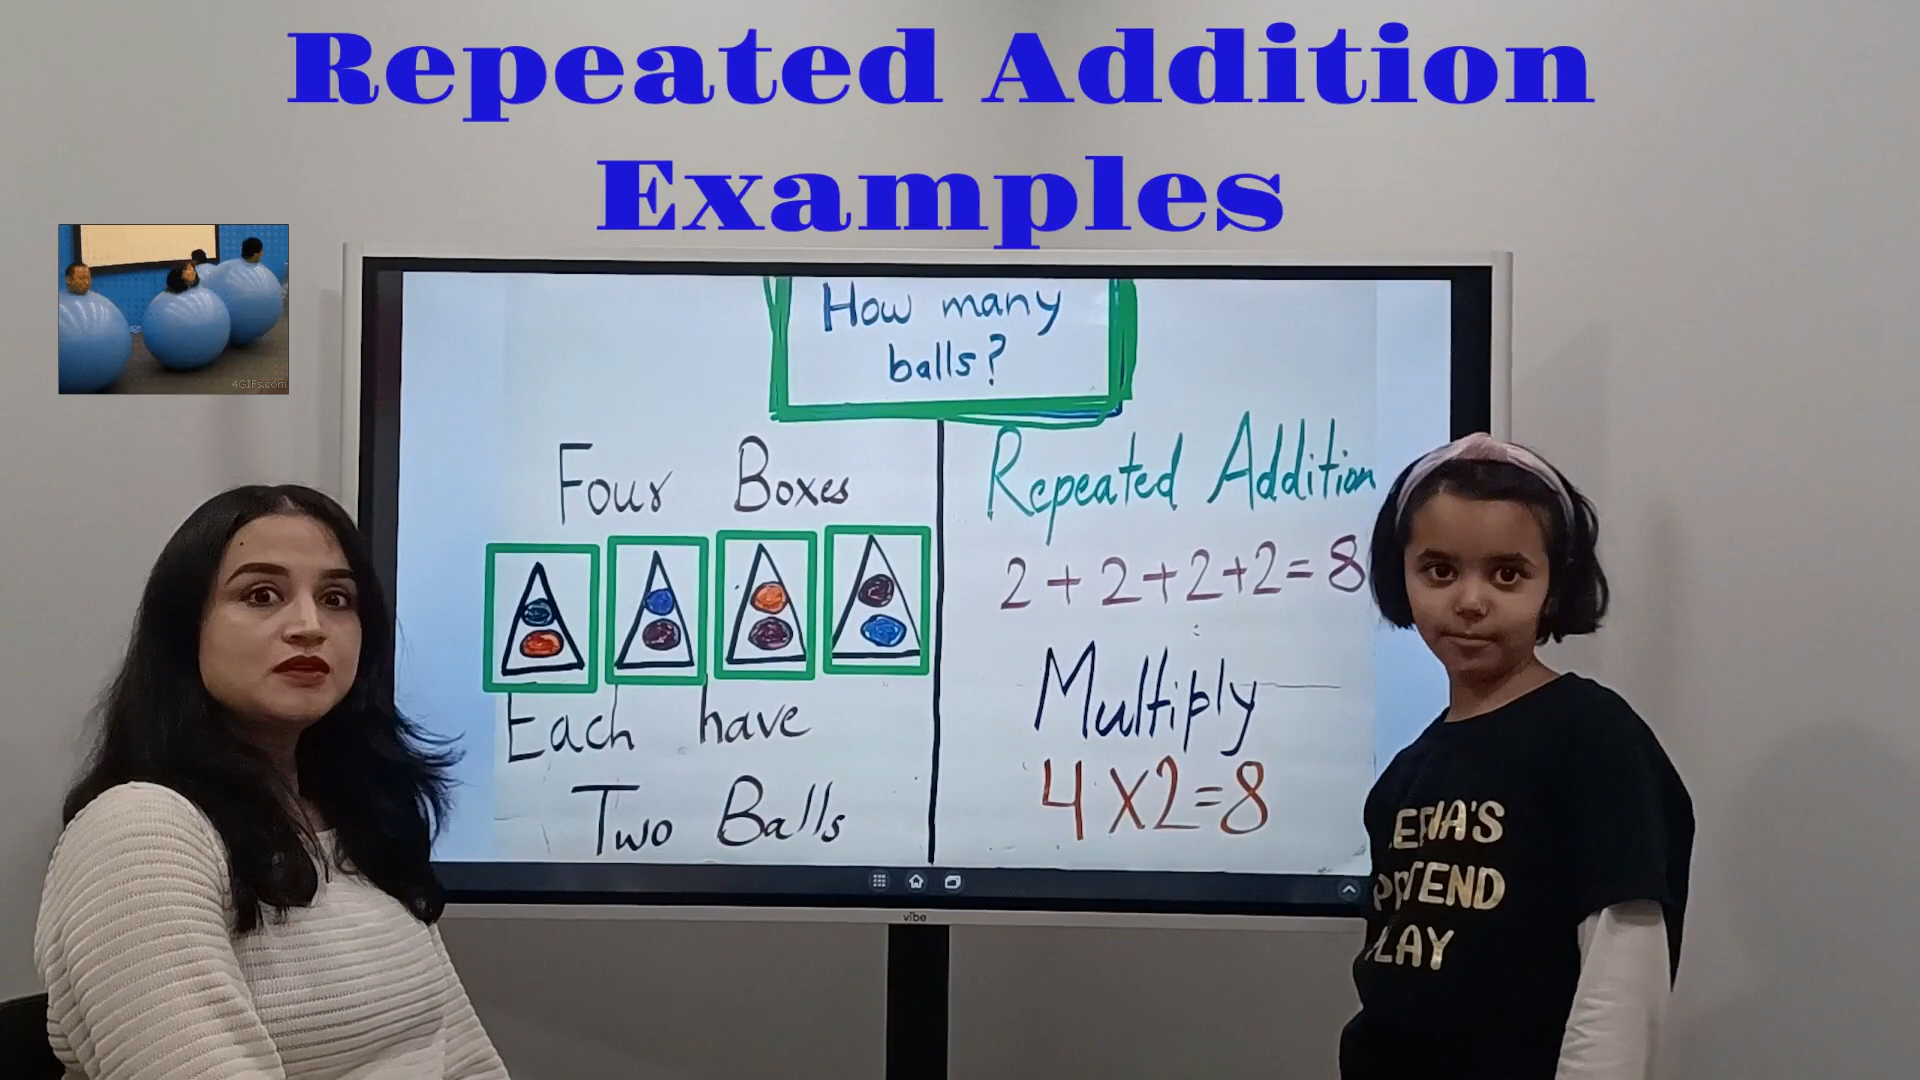 Repeated Addition
Examples
4GIFs.com
How many
balls?
Four Boxes
Each have
Two Balls
Repeated Addition
2+2+2+2=8
Multiply
4x2=8
vibe
PLAY